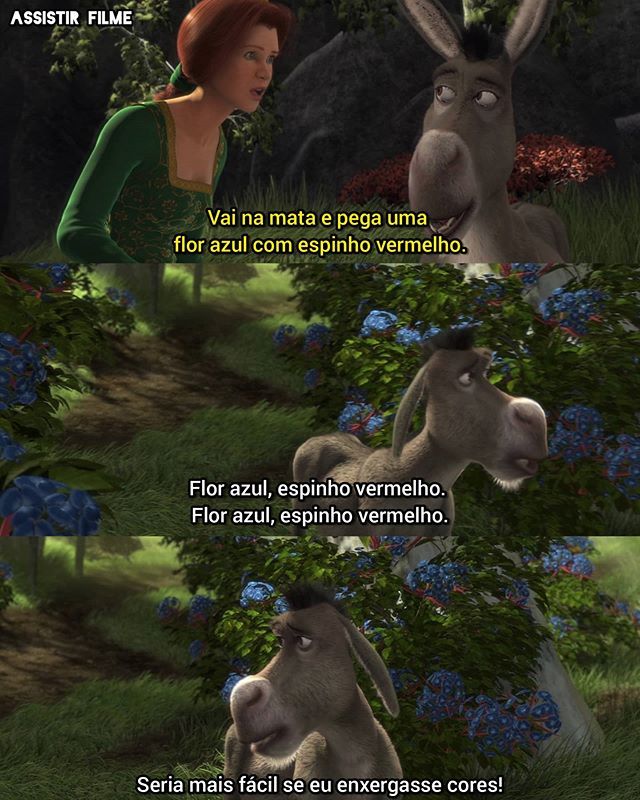 ASSISTIR FILME
Vai na mata e pega uma
flor azul com espinho vermelho.
Flor azul, espinho vermelho.
Flor azul, espinho vermelho.
Seria mais fácil se eu enxergasse cores!